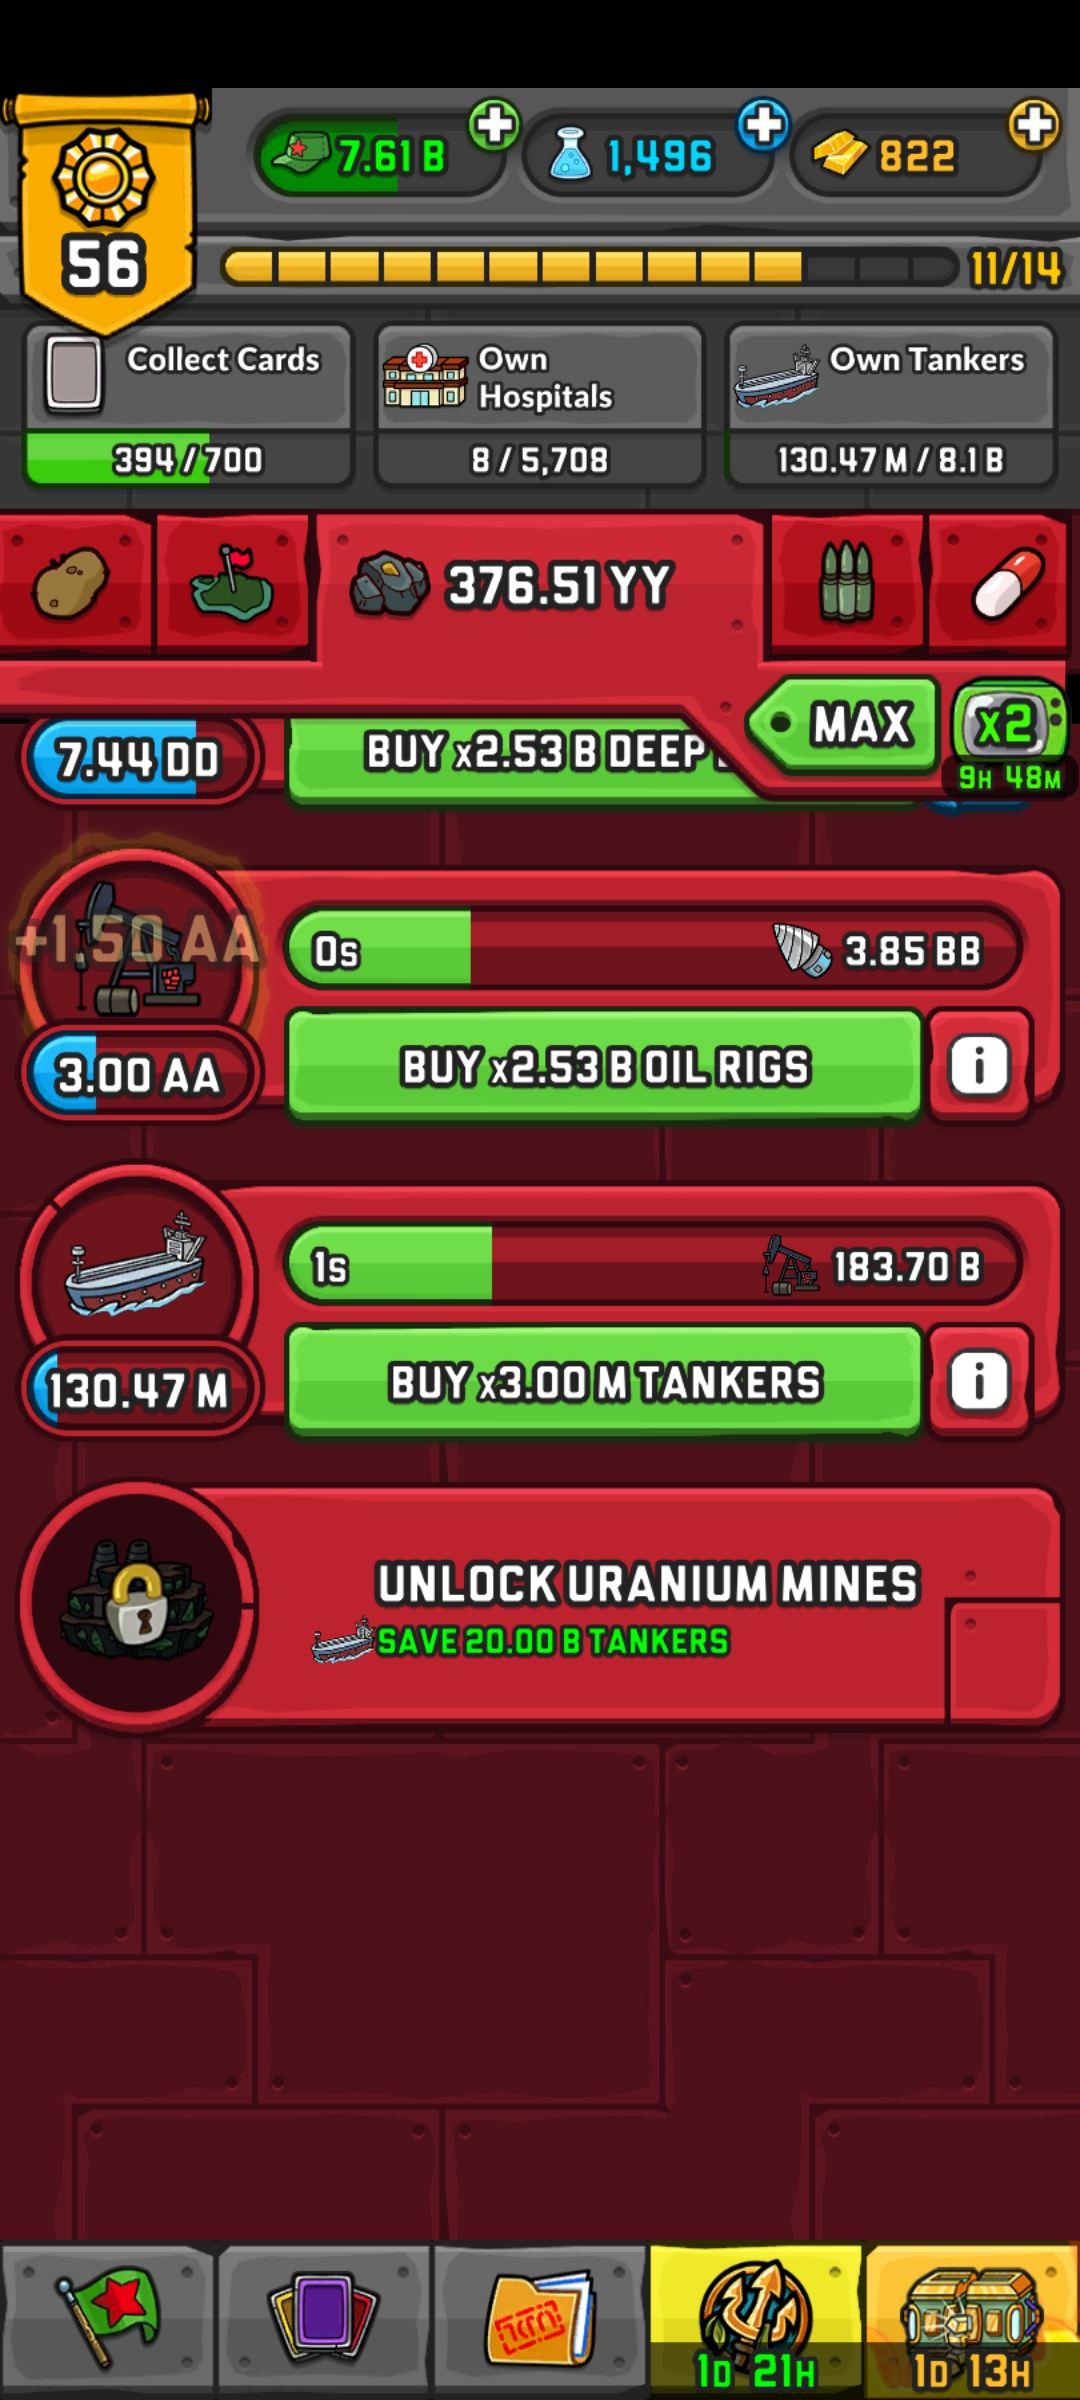 7.61 B
1,496
822
56
11/14
Collect Cards
394 / 700
Own
Hospitals
8 / 5,708
Own Tankers
130.47 M / 8.1 B
376.51 YY
MAX
x2
9H 48M
7.44 DD
BUY x2.53 B DEEP
+1.50 AA
0s
3.85 BB
3.00 AA
BUY x2.53 B OIL RIGS
i
1s
183.70 B
130.47 M
BUY x3.00 M TANKERS
i
UNLOCK URANIUM MINES
SAVE 20.00 B TANKERS
1D 21H
1D 13H